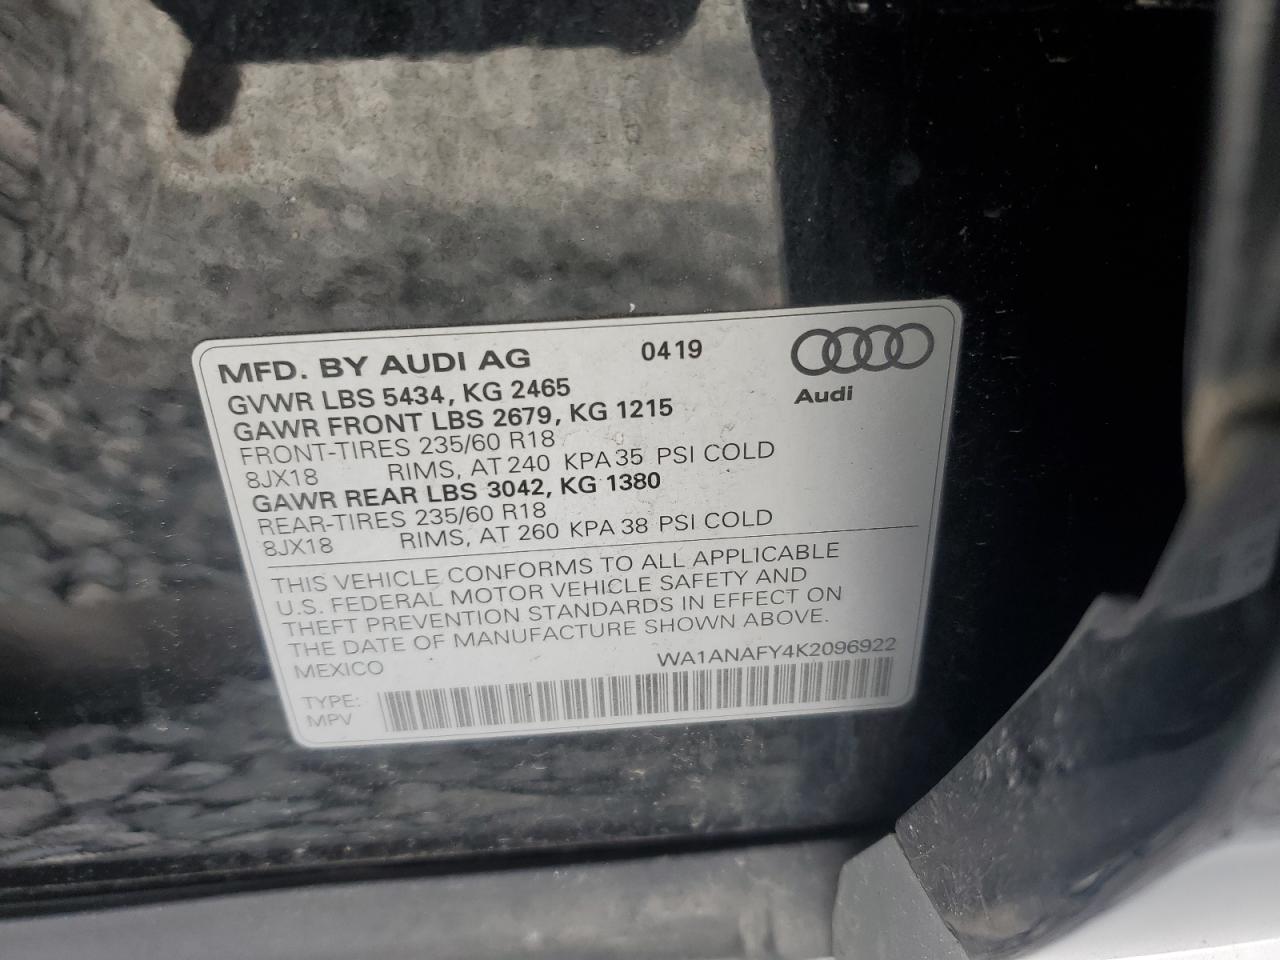 MFD. BY AUDI AG 0419
Audi
GVWR LBS 5434, KG 2465
GAWR FRONT LBS 2679, KG 1215
FRONT-TIRES 235/60 R18
8JX18 RIMS, AT 240 KPA 35 PSI COLD
GAWR REAR LBS 3042, KG 1380
REAR-TIRES 235/60 R18
8JX18 RIMS, AT 260 KPA 38 PSI COLD
THIS VEHICLE CONFORMS TO ALL APPLICABLE
U.S. FEDERAL MOTOR VEHICLE SAFETY AND
THEFT PREVENTION STANDARDS IN EFFECT ON
THE DATE OF MANUFACTURE SHOWN ABOVE.
MEXICO WA1ANAFY4K2096922
TYPE:
MPV